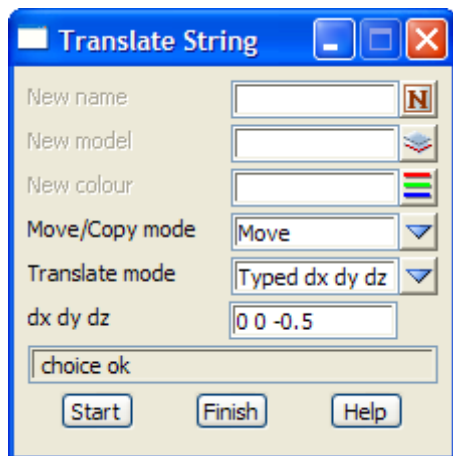 Translate String
New name N
New model
New colour
Move/Copy mode Move
Translate mode Typed dx dy dz
dx dy dz 0 0 -0.5
choice ok
Start Finish Help